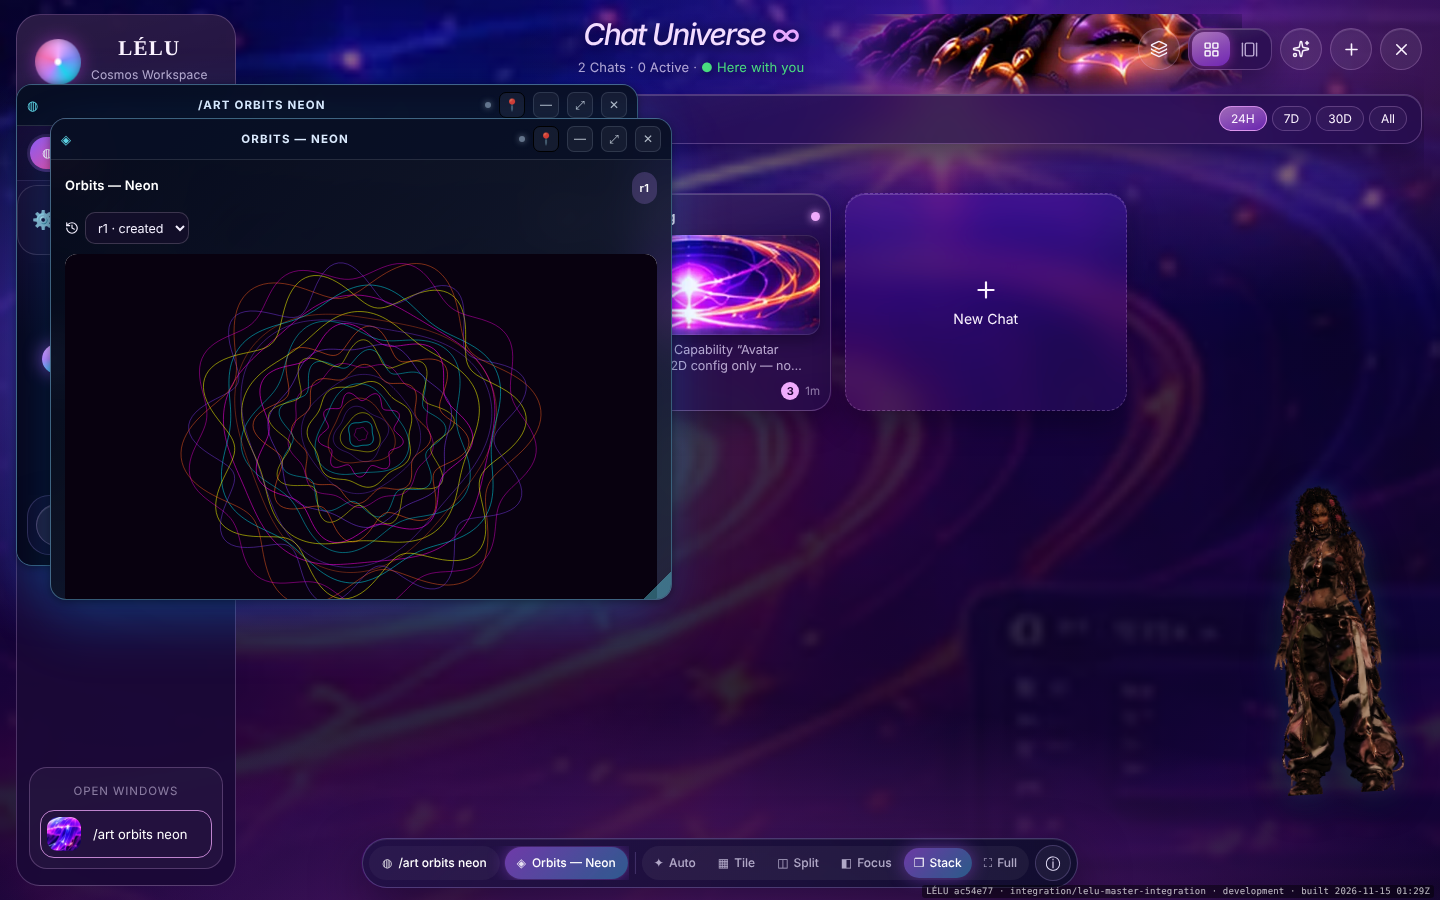 LÉLU
Cosmos Workspace
Chat Universe ∞
2 Chats · 0 Active · Here with you
24H
7D
30D
All
/ART ORBITS NEON
ORBITS — NEON
Orbits — Neon
r1
r1 · created
Capability “Avatar
2D config only — no...
3
1m
New Chat
OPEN WINDOWS
/art orbits neon
/art orbits neon
Orbits — Neon
Auto
Tile
Split
Focus
Stack
Full
LÉLU ac54e77 · integration/lelu-master-integration · development · built 2026-11-15 01:29Z